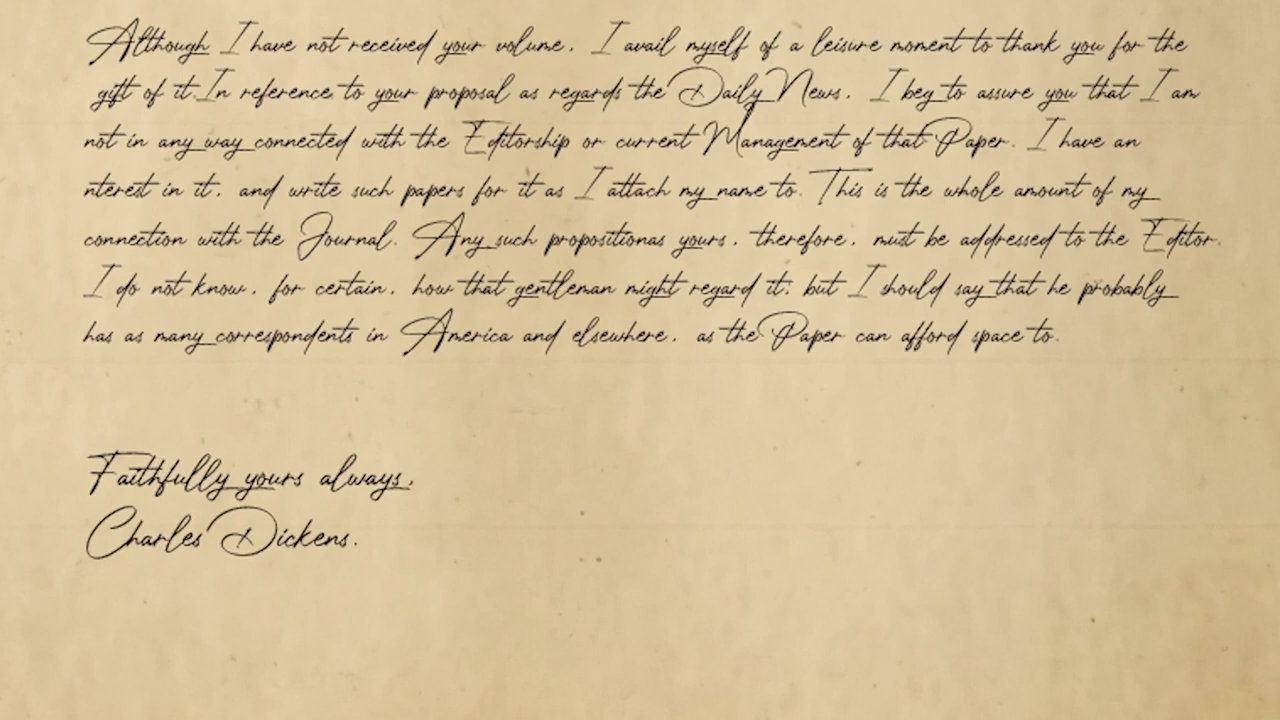 Although I have not received your volume, I avail myself of a leisure moment to thank you for the
gift of it. In reference to your proposal as regards the Daily News, I beg to assure you that I am
not in any way connected with the Editorship or current Management of that Paper. I have an
nterest in it, and write such papers for it as I attach my name to. This is the whole amount of my
connection with the Journal. Any such propositionas yours, therefore, must be addressed to the Editor.
I do not know, for certain, how that gentleman might regard it; but I should say that he probably
has as many correspondents in America and elsewhere, as the Paper can afford space to.
Faithfully yours always,
Charles Dickens.